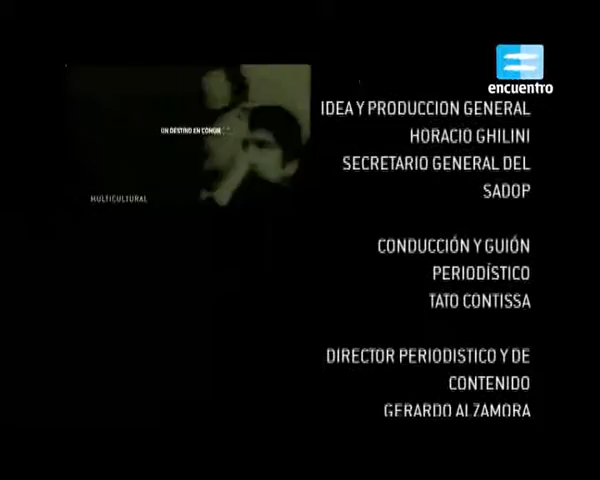 encuentro
IDEA Y PRODUCCION GENERAL
HORACIO GHILINI
SECRETARIO GENERAL DEL
SADOP
UN DESTINO EN
MULTICULTURAL
CONDUCCIÓN Y GUIÓN
PERIODÍSTICO
TATO CONTISSA
DIRECTOR PERIODISTICO Y DE
CONTENIDO
GERARDO ALZAMORA